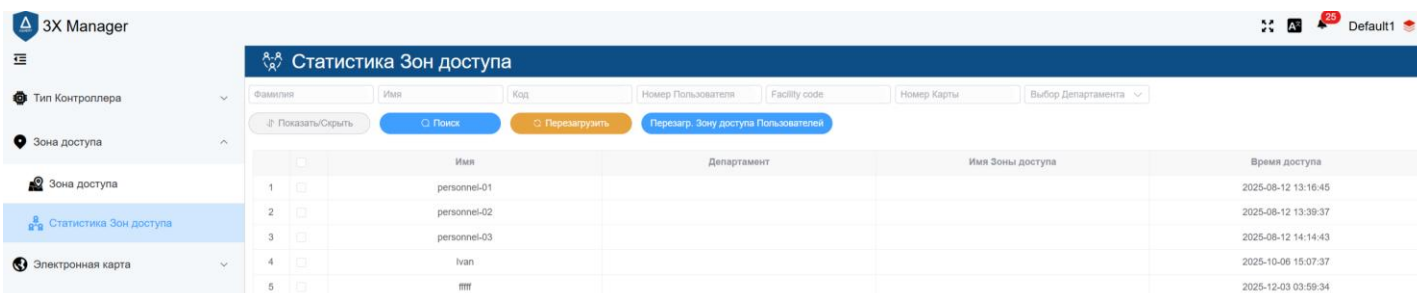 3X Manager
25
Default1
Статистика Зон доступа
Тип Контроллера
Фамилия Имя Код Номер Пользователя Facility code Номер Карты Выбор Департамента
Показать/Скрыть Поиск Перезагрузить Перезагр. Зону доступа Пользователей
Зона доступа
Имя Департамент Имя Зоны доступа Время доступа
Зона доступа
1 personnel-01 2025-08-12 13:16:45
2 personnel-02 2025-08-12 13:39:37
Статистика Зон доступа
3 personnel-03 2025-08-12 14:14:43
Электронная карта
4 Ivan 2025-10-06 15:07:37
5 fffff 2025-12-03 03:59:34